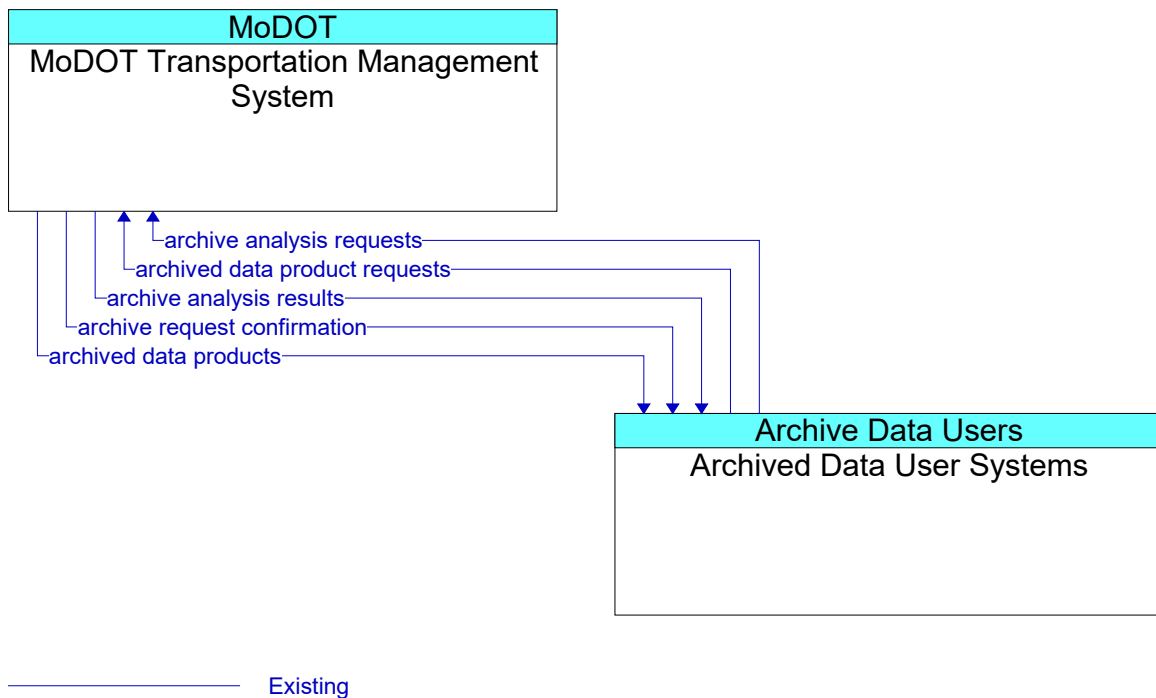 MoDOT
MoDOT Transportation Management
System
archive analysis requests
archived data product requests
archive analysis results
archive request confirmation
archived data products
Archive Data Users
Archived Data User Systems
Existing